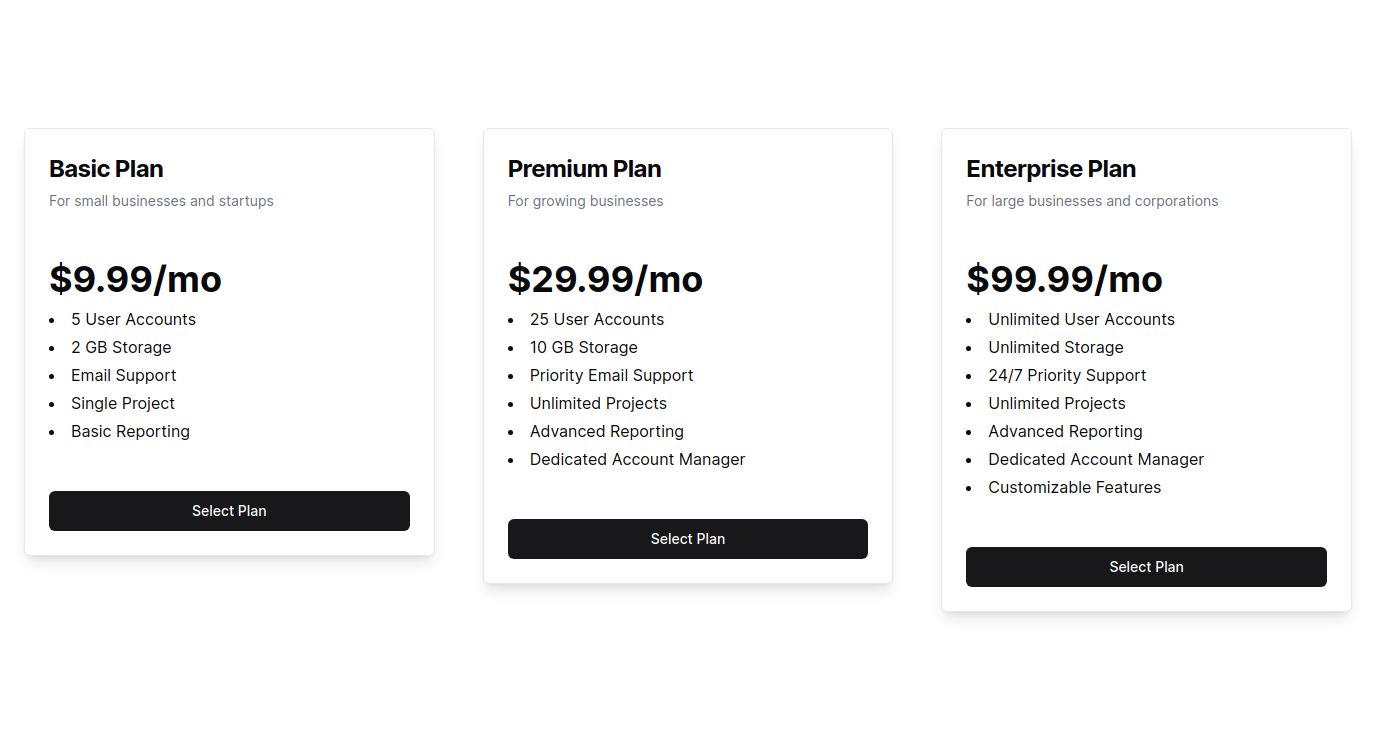 Basic Plan
For small businesses and startups
$9.99/mo
5 User Accounts
2 GB Storage
Email Support
Single Project
Basic Reporting
Select Plan
Premium Plan
For growing businesses
$29.99/mo
25 User Accounts
10 GB Storage
Priority Email Support
Unlimited Projects
Advanced Reporting
Dedicated Account Manager
Select Plan
Enterprise Plan
For large businesses and corporations
$99.99/mo
Unlimited User Accounts
Unlimited Storage
24/7 Priority Support
Unlimited Projects
Advanced Reporting
Dedicated Account Manager
Customizable Features
Select Plan